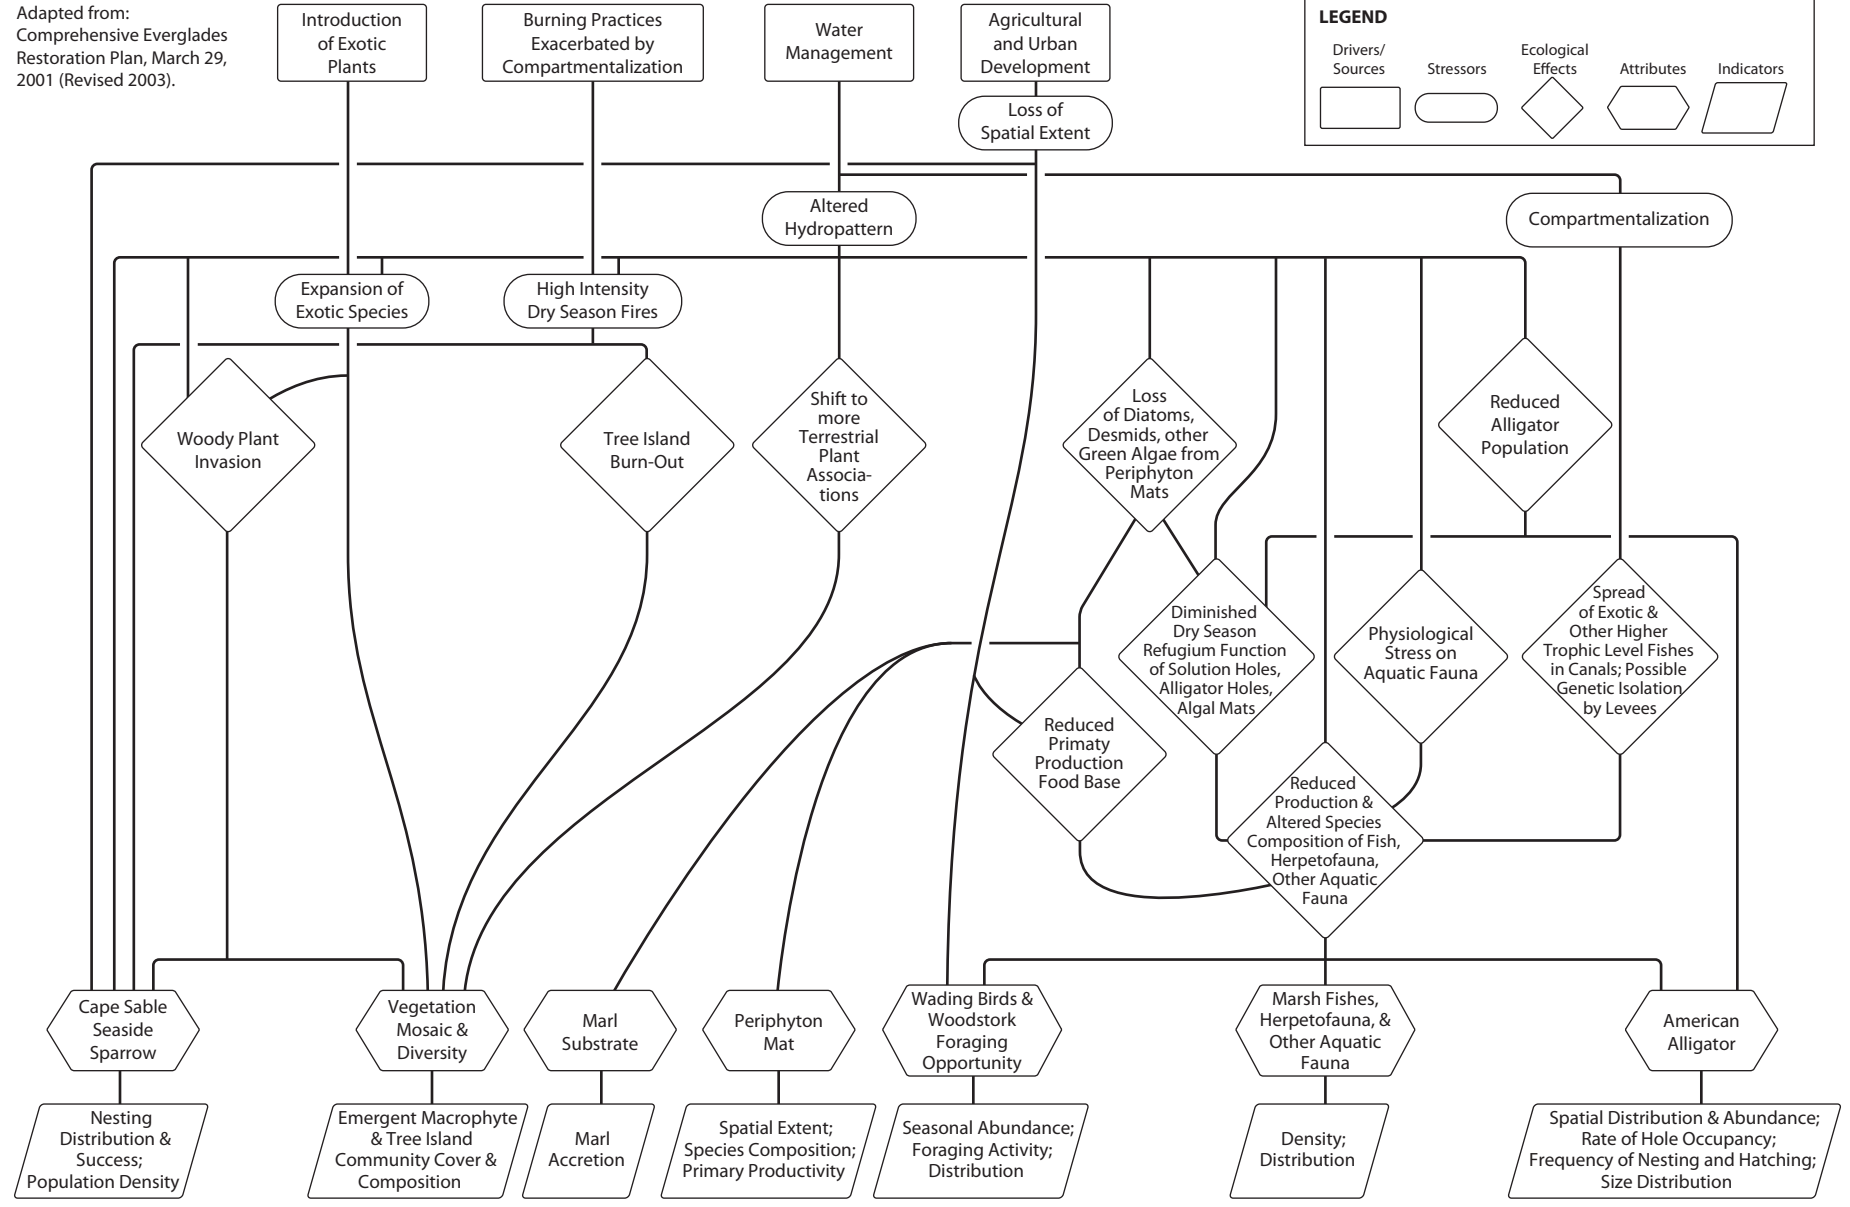 Adapted from:
Comprehensive Everglades
Restoration Plan, March 29,
2001 (Revised 2003).
Introduction
of Exotic
Plants
Burning Practices
Exacerbated by
Compartmentalization
Water
Management
Agricultural
and Urban
Development
LEGEND
Drivers/
Sources
Stressors
Ecological
Effects
Attributes
Indicators
Loss of
Spatial Extent
Altered
Hydropattern
Compartmentalization
Expansion of
Exotic Species
High Intensity
Dry Season Fires
Woody Plant
Invasion
Tree Island
Burn-Out
Shift to
more
Terrestrial
Plant
Associa-
tions
Loss
of Diatoms,
Desmids, other
Green Algae from
Periphyton
Mats
Reduced
Alligator
Population
Diminished
Dry Season
Refugium Function
of Solution Holes,
Alligator Holes,
Algal Mats
Physiological
Stress on
Aquatic Fauna
Spread
of Exotic &
Other Higher
Trophic Level Fishes
in Canals; Possible
Genetic Isolation
by Levees
Reduced
Primaty
Production
Food Base
Reduced
Production &
Altered Species
Composition of Fish,
Herpetofauna,
Other Aquatic
Fauna
Cape Sable
Seaside
Sparrow
Vegetation
Mosaic &
Diversity
Marl
Substrate
Periphyton
Mat
Wading Birds &
Woodstork
Foraging
Opportunity
Marsh Fishes,
Herpetofauna, &
Other Aquatic
Fauna
American
Alligator
Nesting
Distribution &
Success;
Population Density
Emergent Macrophyte
& Tree Island
Community Cover &
Composition
Marl
Accretion
Spatial Extent;
Species Composition;
Primary Productivity
Seasonal Abundance;
Foraging Activity;
Distribution
Density;
Distribution
Spatial Distribution & Abundance;
Rate of Hole Occupancy;
Frequency of Nesting and Hatching;
Size Distribution